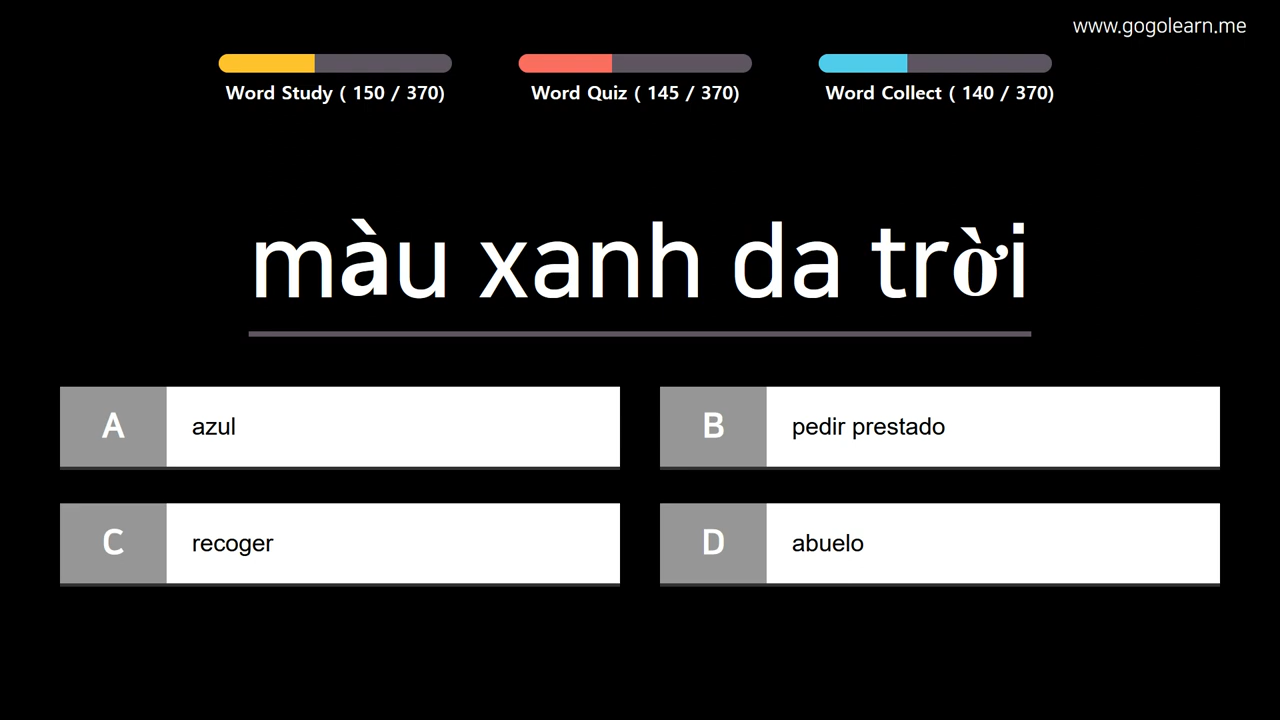 www.gogolearn.me
Word Study ( 150 / 370)
Word Quiz ( 145 / 370)
Word Collect ( 140 / 370)
màu xanh da trời
A azul
B pedir prestado
C recoger
D abuelo